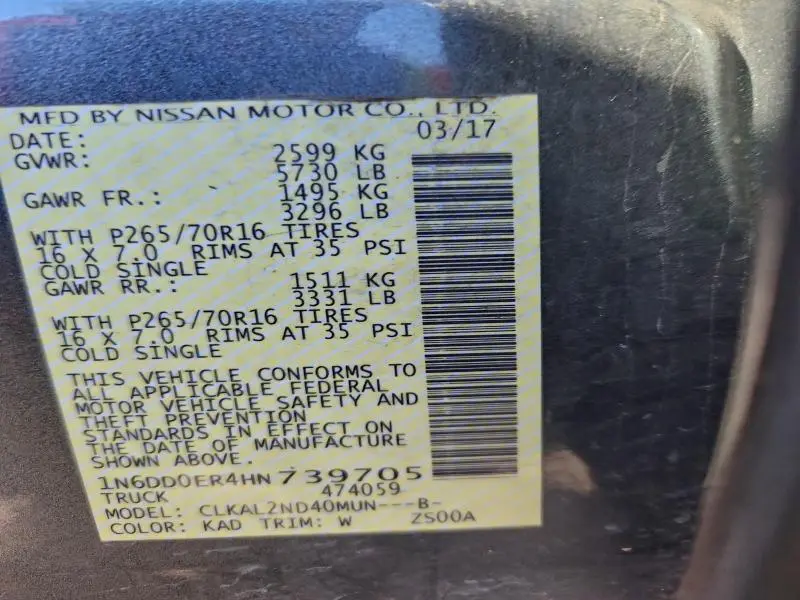 MFD BY NISSAN MOTOR CO., LTD.
DATE: 03/17
GVWR: 2599 KG
5730 LB
GAWR FR.: 1495 KG
3296 LB
WITH P265/70R16 TIRES
16 X 7.0 RIMS AT 35 PSI
COLD SINGLE
GAWR RR.: 1511 KG
3331 LB
WITH P265/70R16 TIRES
16 X 7.0 RIMS AT 35 PSI
COLD SINGLE
THIS VEHICLE CONFORMS TO
ALL APPLICABLE FEDERAL
MOTOR VEHICLE SAFETY AND
THEFT PREVENTION
STANDARDS IN EFFECT ON
THE DATE OF MANUFACTURE
SHOWN ABOVE.
1N6DD0ER4HN739705
TRUCK 474059
MODEL: CLKAL2ND40MUN---B-
COLOR: KAD TRIM: W ZS00A